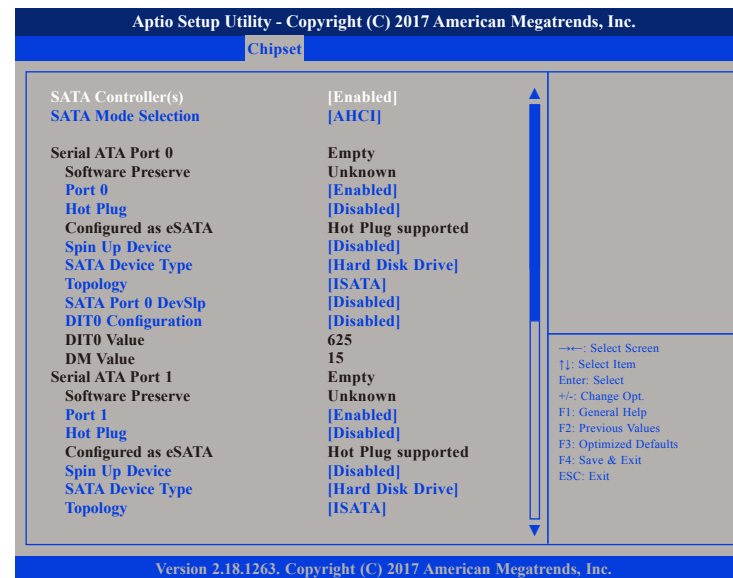 Aptio Setup Utility - Copyright (C) 2017 American Megatrends, Inc.
Chipset
SATA Controller(s) [Enabled]
SATA Mode Selection [AHCI]
Serial ATA Port 0 Empty
Software Preserve Unknown
Port 0 [Enabled]
Hot Plug [Disabled]
Configured as eSATA Hot Plug supported
Spin Up Device [Disabled]
SATA Device Type [Hard Disk Drive]
Topology [ISATA]
SATA Port 0 DevSlp [Disabled]
DIT0 Configuration [Disabled]
DIT0 Value 625
DM Value 15
Serial ATA Port 1 Empty
Software Preserve Unknown
Port 1 [Enabled]
Hot Plug [Disabled]
Configured as eSATA Hot Plug supported
Spin Up Device [Disabled]
SATA Device Type [Hard Disk Drive]
Topology [ISATA]
→←: Select Screen
↑↓: Select Item
Enter: Select
+/-: Change Opt.
F1: General Help
F2: Previous Values
F3: Optimized Defaults
F4: Save & Exit
ESC: Exit
Version 2.18.1263. Copyright (C) 2017 American Megatrends, Inc.